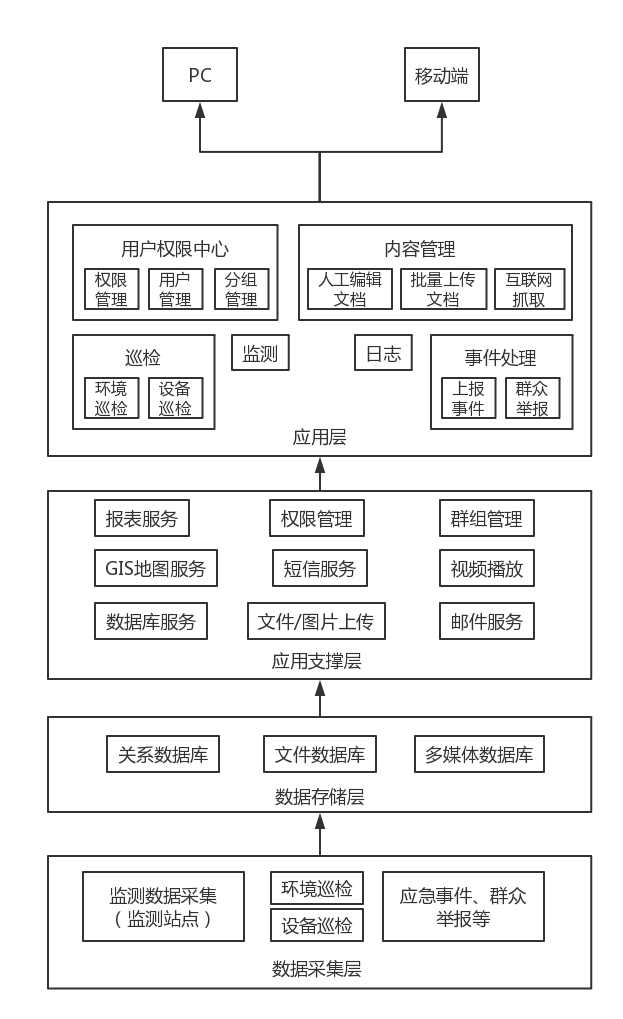 PC
移动端
用户权限中心
权限
管理
用户
管理
分组
管理
内容管理
人工编辑
文档
批量上传
文档
互联网
抓取
巡检
环境
巡检
设备
巡检
监测
日志
事件处理
上报
事件
群众
举报
应用层
报表服务
权限管理
群组管理
GIS地图服务
短信服务
视频播放
数据库服务
文件/图片上传
邮件服务
应用支撑层
关系数据库
文件数据库
多媒体数据库
数据存储层
监测数据采集
（监测站点）
环境巡检
设备巡检
应急事件、群众
举报等
数据采集层